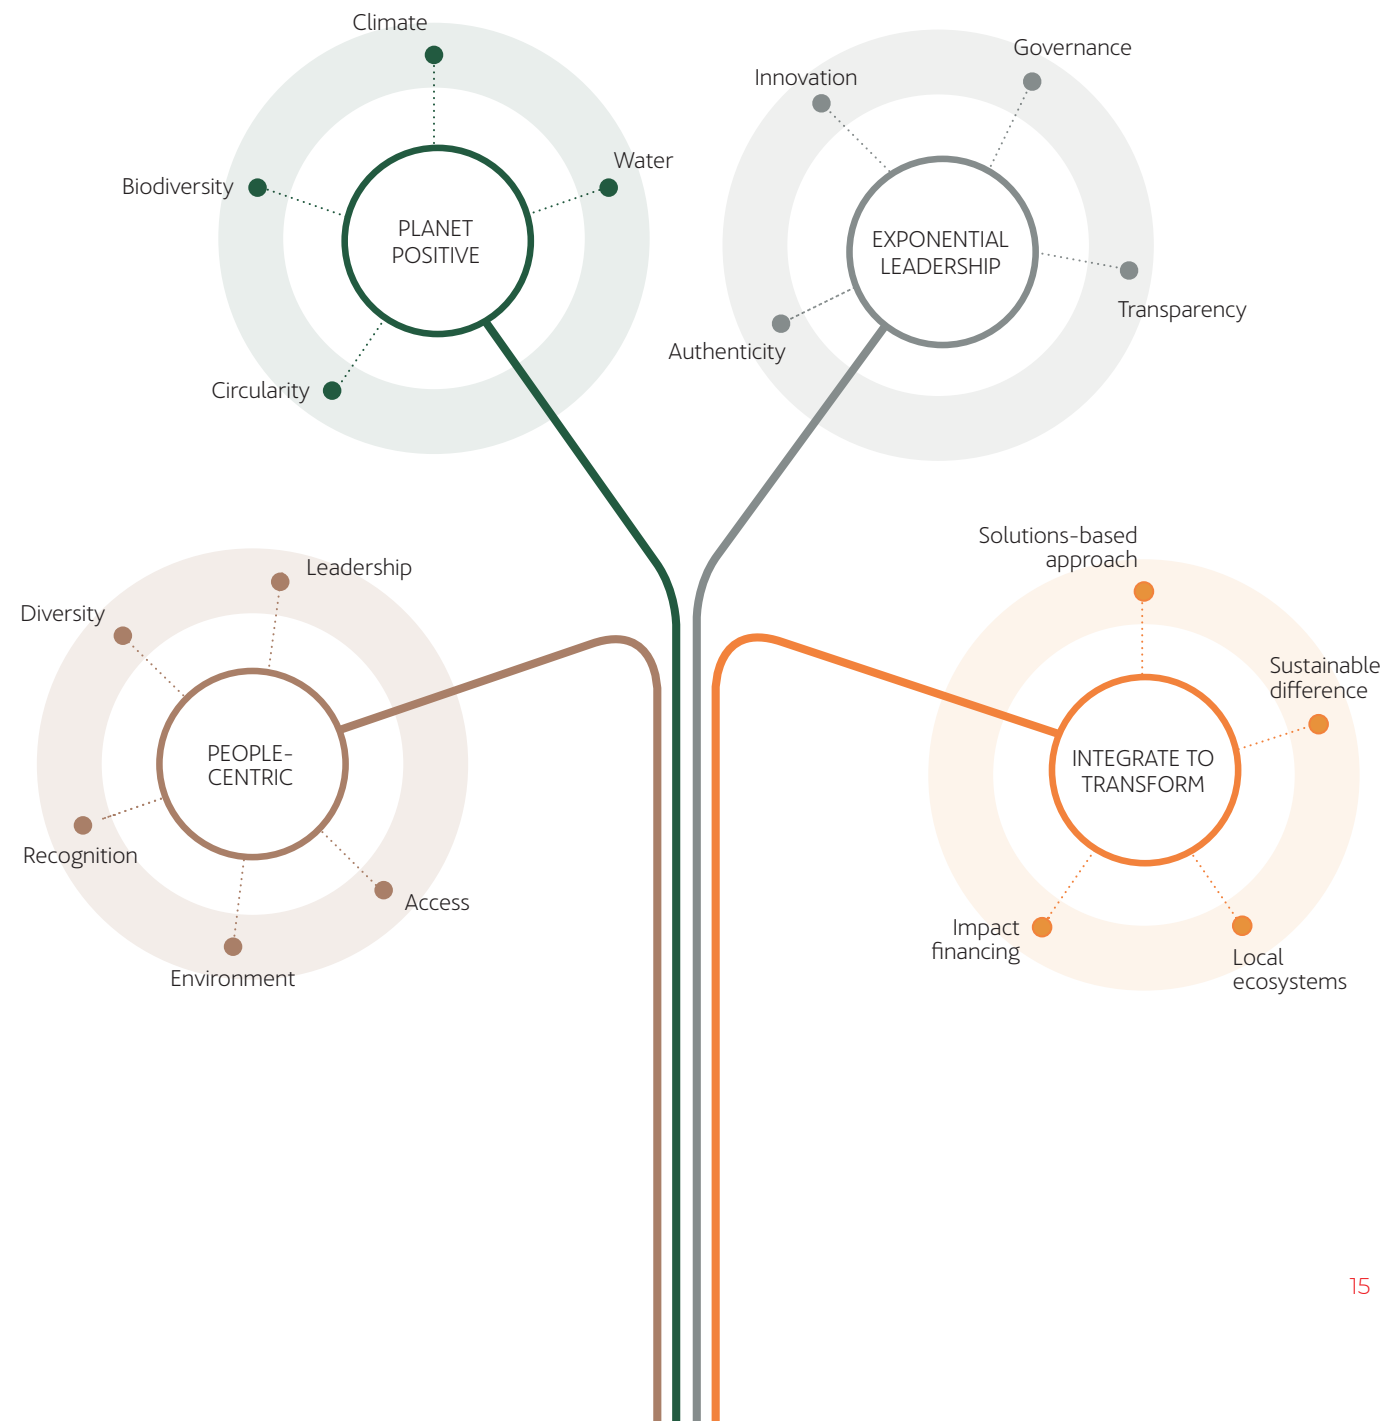 Climate
Water
Biodiversity
PLANET
POSITIVE
Circularity
Governance
Innovation
EXPONENTIAL
LEADERSHIP
Transparency
Authenticity
Leadership
Diversity
PEOPLE-
CENTRIC
Recognition
Access
Environment
Solutions-based
approach
Sustainable
difference
INTEGRATE TO
TRANSFORM
Impact
financing
Local
ecosystems
15